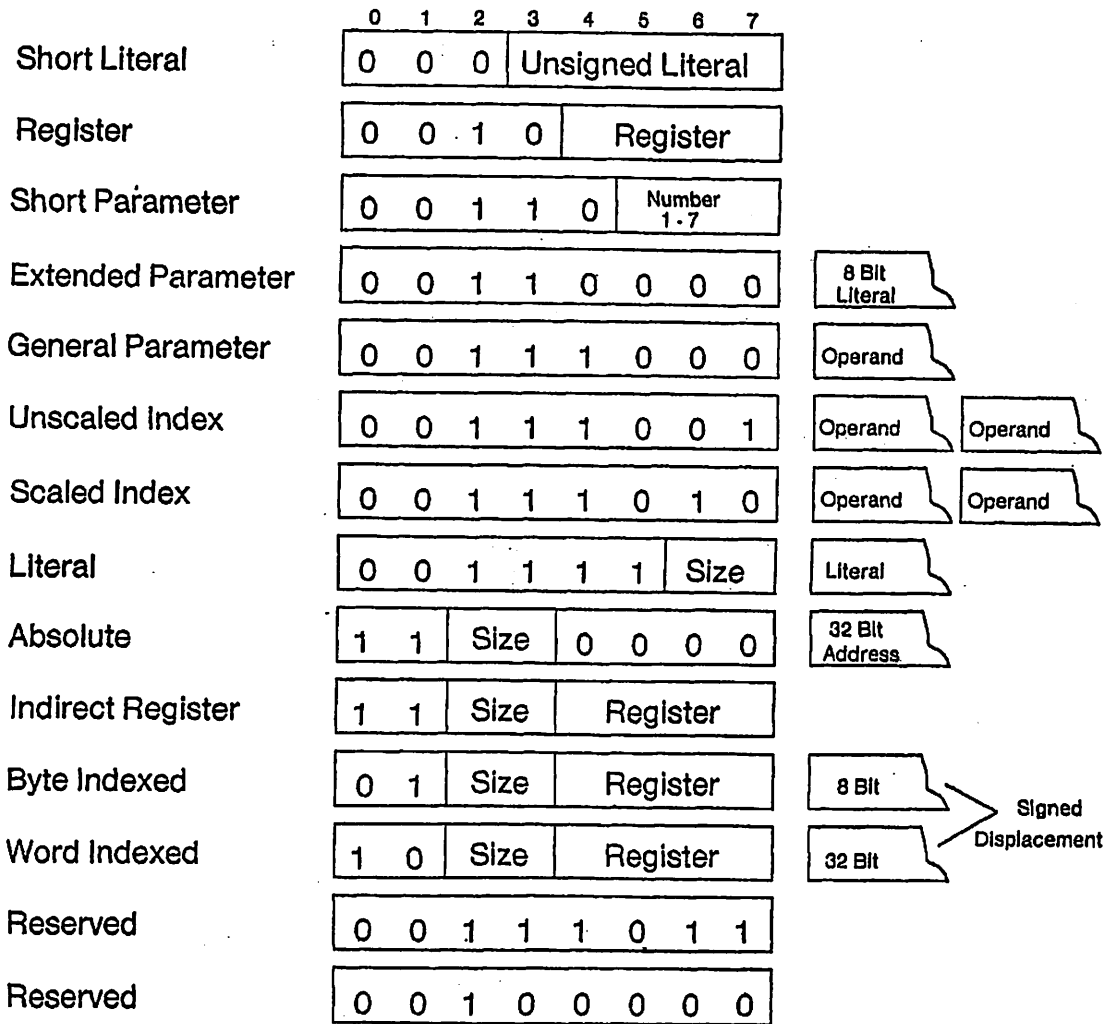 0 1 2 3 4 5 6 7
Short Literal 0 0 0 Unsigned Literal
Register 0 0 1 0 Register
Short Parameter 0 0 1 1 0 Number 1-7
Extended Parameter 0 0 1 1 0 0 0 0 8 Bit Literal
General Parameter 0 0 1 1 1 0 0 0 Operand
Unscaled Index 0 0 1 1 1 0 0 1 Operand Operand
Scaled Index 0 0 1 1 1 0 1 0 Operand Operand
Literal 0 0 1 1 1 1 Size Literal
Absolute 1 1 Size 0 0 0 0 32 Bit Address
Indirect Register 1 1 Size Register
Byte Indexed 0 1 Size Register 8 Bit
Signed Displacement
Word Indexed 1 0 Size Register 32 Bit
Reserved 0 0 1 1 1 0 1 1
Reserved 0 0 1 0 0 0 0 0